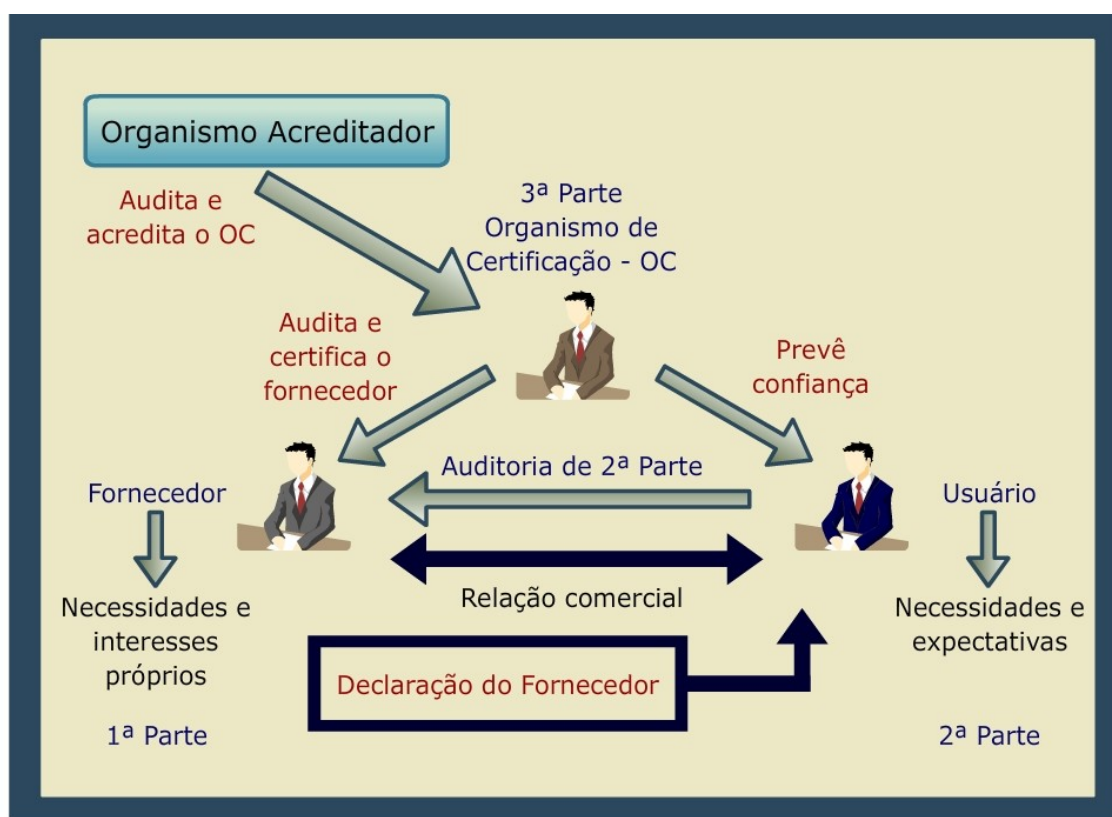 Organismo Acreditador
Audita e
acredita o OC
3ª Parte
Organismo de
Certificação - OC
Audita e
certifica o
fornecedor
Prevê
confiança
Auditoria de 2ª Parte
Fornecedor
Usuário
Relação comercial
Necessidades e
interesses
próprios
Necessidades e
expectativas
Declaração do Fornecedor
1ª Parte
2ª Parte